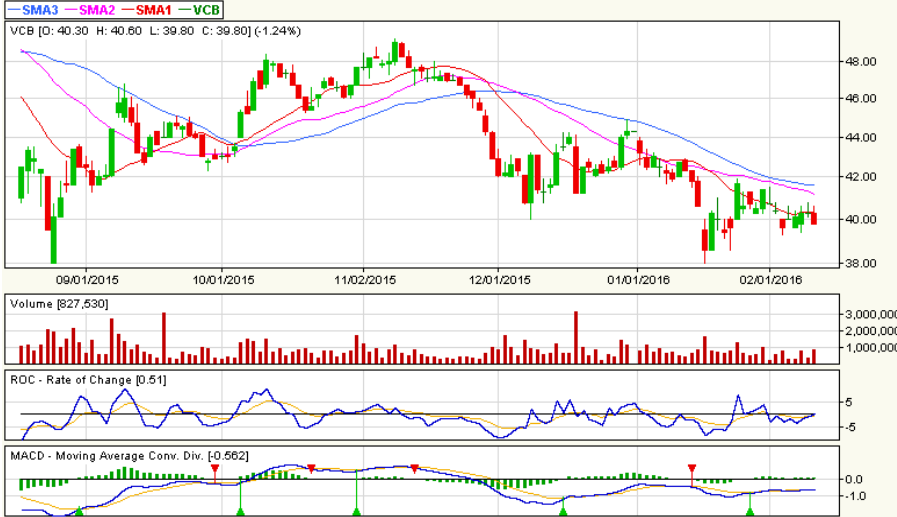 SMA3 SMA2 SMA1 VCB
VCB [O: 40.30 H: 40.60 L: 39.80 C: 39.80] (-1.24%)
48.00
46.00
44.00
42.00
40.00
38.00
09/01/2015 10/01/2015 11/02/2015 12/01/2015 01/01/2016 02/01/2016
Volume [827,530]
3,000,000
2,000,000
1,000,000
ROC - Rate of Change [0.51]
5
-5
MACD - Moving Average Conv. Div. [-0.562]
0.0
-1.0